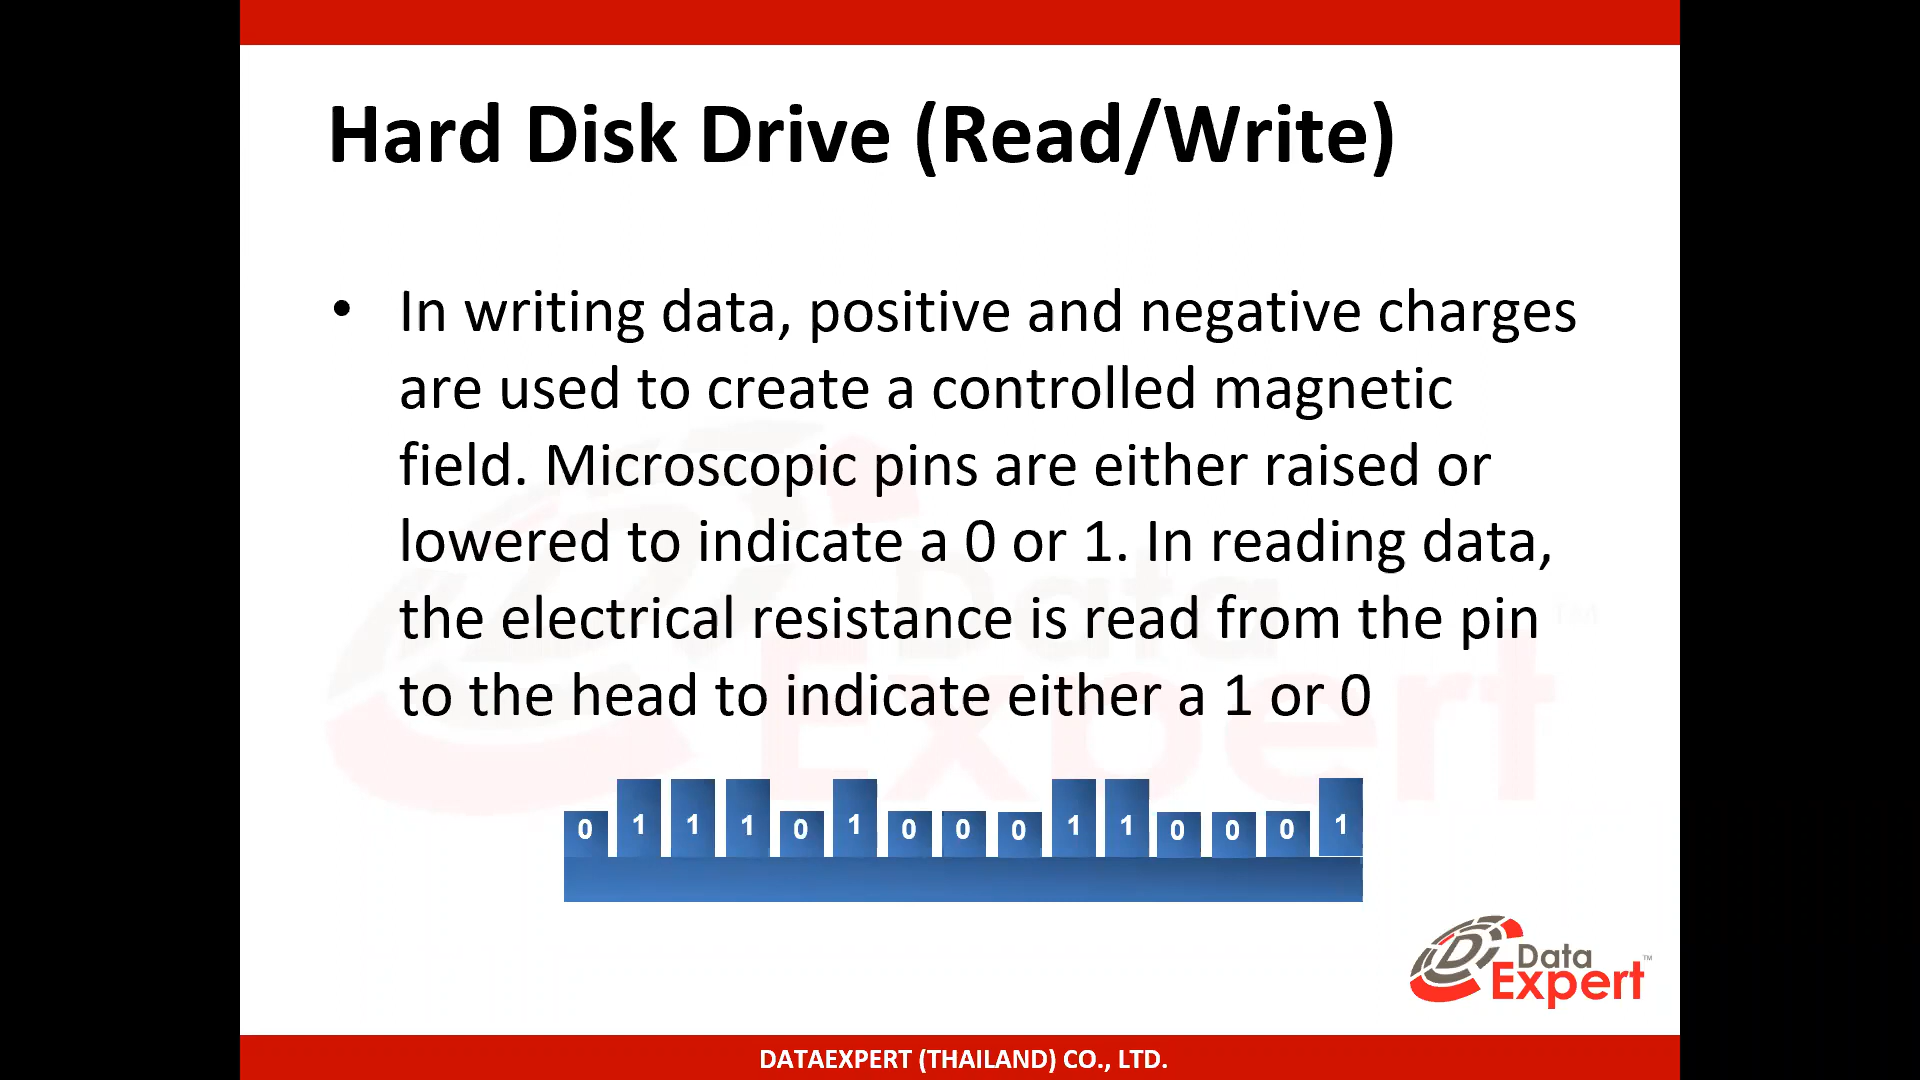 Hard Disk Drive (Read/Write)
• In writing data, positive and negative charges
are used to create a controlled magnetic
field. Microscopic pins are either raised or
lowered to indicate a 0 or 1. In reading data,
the electrical resistance is read from the pin
to the head to indicate either a 1 or 0
0 1 1 1 0 1 0 0 0 1 1 0 0 0 1
Data
Expert™
DATAEXPERT (THAILAND) CO., LTD.